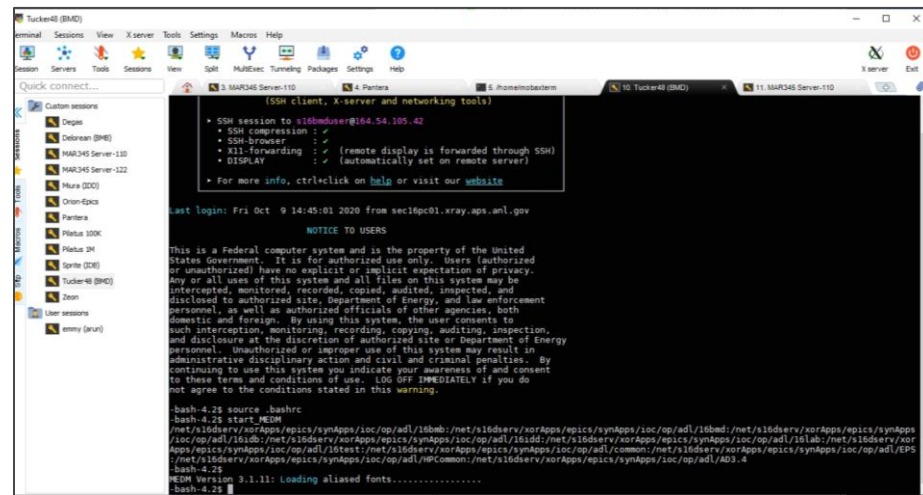 Tucker48 (BMD)
erminal Sessions View X server Tools Settings Macros Help
Session Servers Tools Sessions View Split MultiExec Tunneling Packages Settings Help X server Exit
Quick connect...
3. MAR345 Server-110 4. Pantera 5. /home/mobaxterm 10. Tucker48 (BMD) 11. MAR345 Server-110
Custom sessions
Degas
Delorean (BMB)
MAR345 Server-110
MAR345 Server-122
Miura (IDD)
Orion-Epics
Pantera
Pilatus 100K
Pilatus 1M
Sprite (IDB)
Tucker48 (BMD)
Zeon
User sessions
emmy (arun)
Sessions
Tools
Macros
Sftp
(SSH client, X-server and networking tools)
➤ SSH session to s16bmduser@164.54.105.42
• SSH compression : ✔
• SSH-browser : ✔
• X11-forwarding : ✔ (remote display is forwarded through SSH)
• DISPLAY : ✔ (automatically set on remote server)
➤ For more info, ctrl+click on help or visit our website
Last login: Fri Oct 9 14:45:01 2020 from sec16pc01.xray.aps.anl.gov
NOTICE TO USERS
This is a Federal computer system and is the property of the United
States Government. It is for authorized use only. Users (authorized
or unauthorized) have no explicit or implicit expectation of privacy.
Any or all uses of this system and all files on this system may be
intercepted, monitored, recorded, copied, audited, inspected, and
disclosed to authorized site, Department of Energy, and law enforcement
personnel, as well as authorized officials of other agencies, both
domestic and foreign. By using this system, the user consents to
such interception, monitoring, recording, copying, auditing, inspection,
and disclosure at the discretion of authorized site or Department of Energy
personnel. Unauthorized or improper use of this system may result in
administrative disciplinary action and civil and criminal penalties. By
continuing to use this system you indicate your awareness of and consent
to these terms and conditions of use. LOG OFF IMMEDIATELY if you do
not agree to the conditions stated in this warning.
-bash-4.2$ source .bashrc
-bash-4.2$ start_MEDM
/net/s16dserv/xorApps/epics/synApps/ioc/op/adl/16bmb:/net/s16dserv/xorApps/epics/synApps/ioc/op/adl/16bmd:/net/s16dserv/xorApps/epics/synApps
/ioc/op/adl/16idb:/net/s16dserv/xorApps/epics/synApps/ioc/op/adl/16idd:/net/s16dserv/xorApps/epics/synApps/ioc/op/adl/16lab:/net/s16dserv/xor
Apps/epics/synApps/ioc/op/adl/16test:/net/s16dserv/xorApps/epics/synApps/ioc/op/adl/common:/net/s16dserv/xorApps/epics/synApps/ioc/op/adl/EPS
:/net/s16dserv/xorApps/epics/synApps/ioc/op/adl/HPCommon:/net/s16dserv/xorApps/epics/synApps/ioc/op/adl/AD3.4
-bash-4.2$
MEDM Version 3.1.11: Loading aliased fonts.................
-bash-4.2$